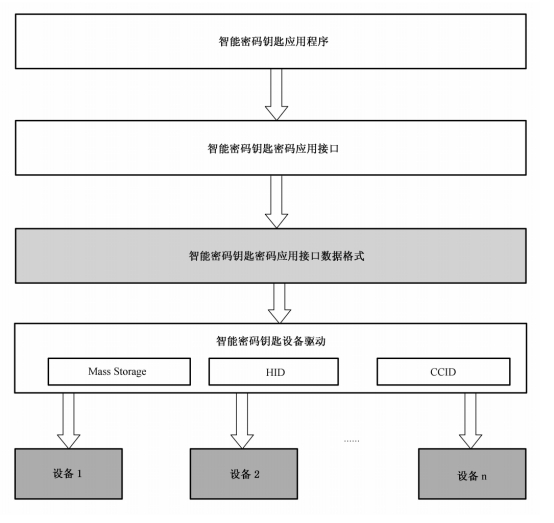 智能密码钥匙应用程序
智能密码钥匙密码应用接口
智能密码钥匙密码应用接口数据格式
智能密码钥匙设备驱动
Mass Storage
HID
CCID
......
设备 1
设备 2
设备 n